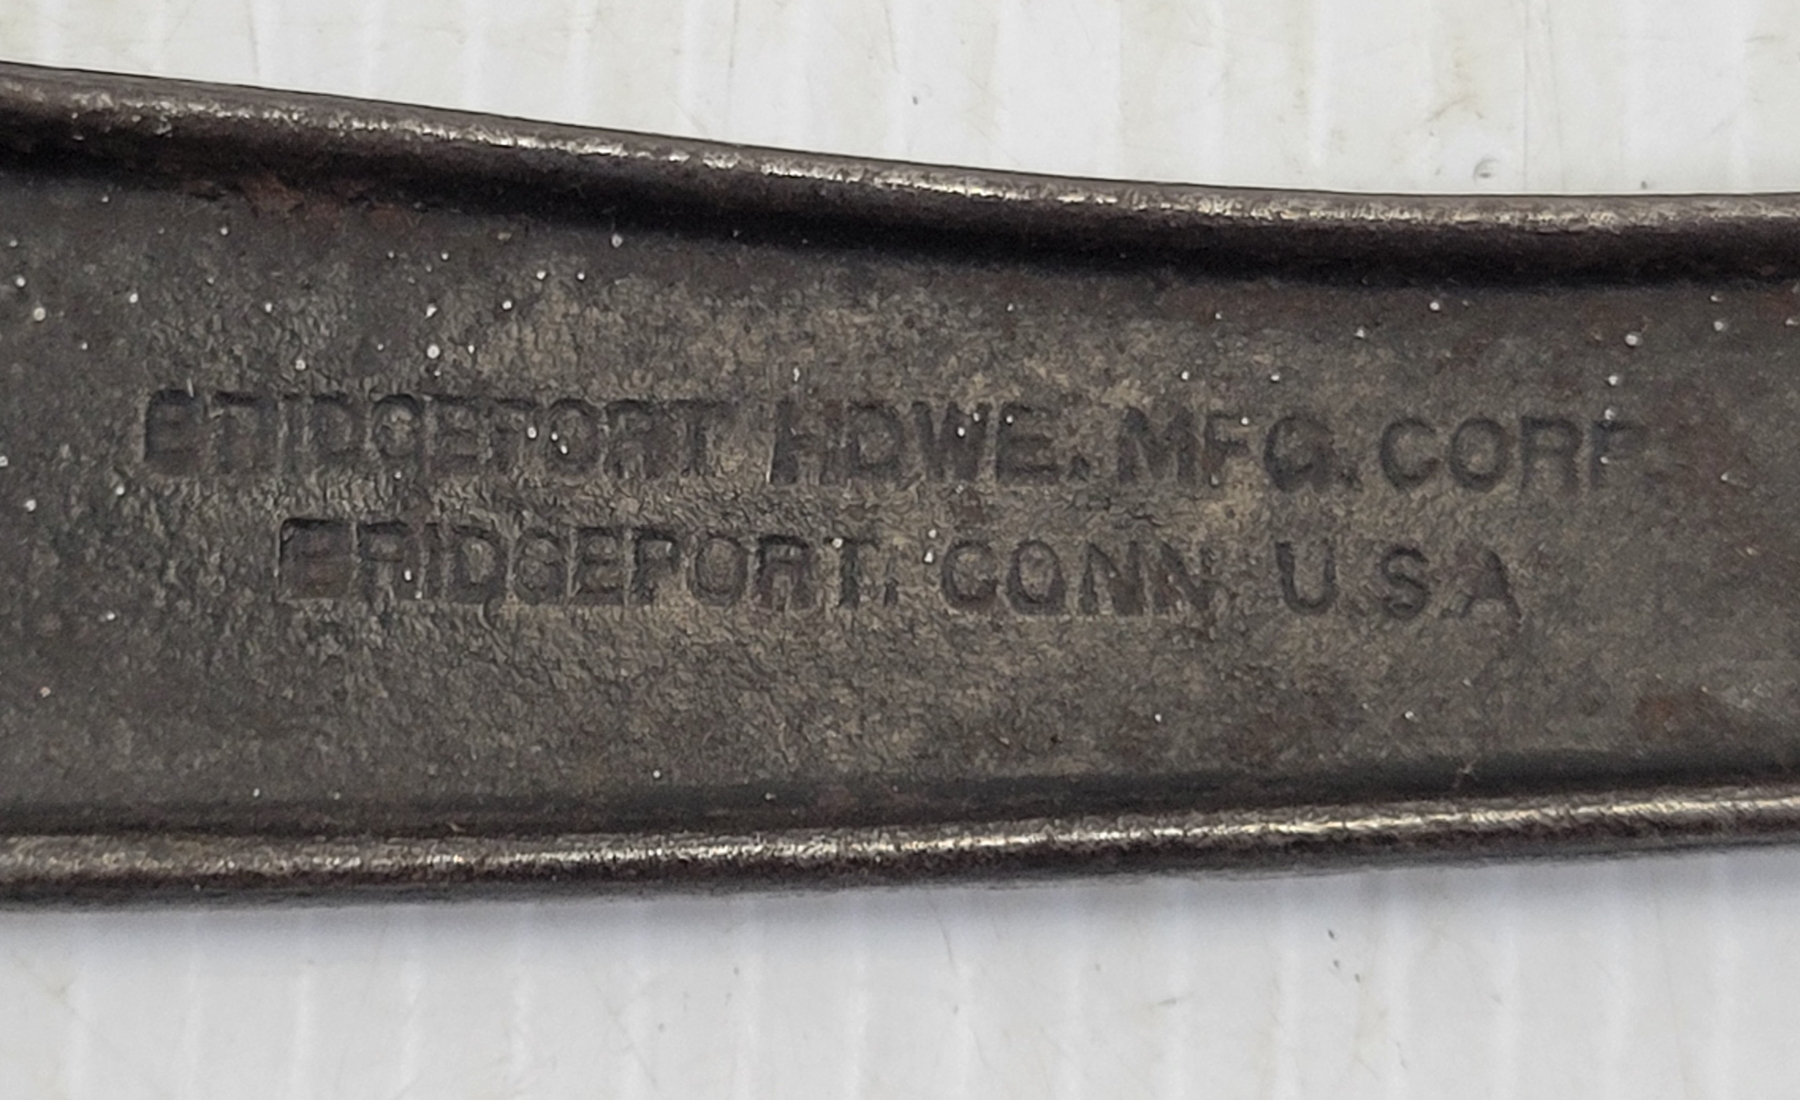 BRIDGEPORT HDWE. MFG. CORP.
BRIDGEPORT, CONN. U.S.A